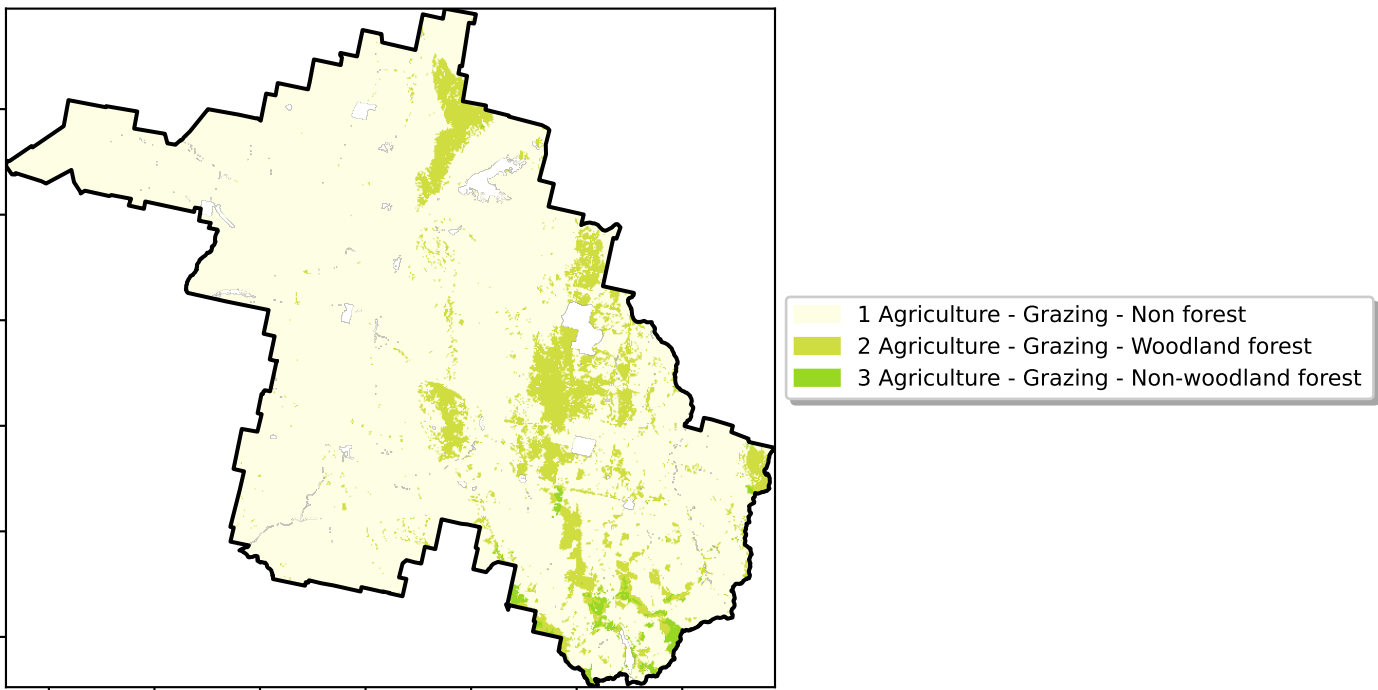 1 Agriculture - Grazing - Non forest
2 Agriculture - Grazing - Woodland forest
3 Agriculture - Grazing - Non-woodland forest